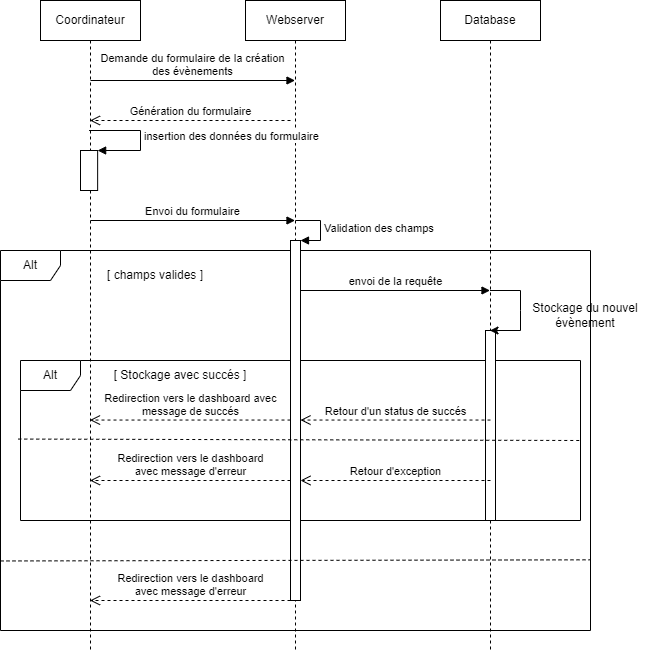 Coordinateur
Webserver
Database
Demande du formulaire de la création
des évènements
Génération du formulaire
insertion des données du formulaire
Envoi du formulaire
Validation des champs
Alt
[ champs valides ]
envoi de la requête
Stockage du nouvel
évènement
Alt
[ Stockage avec succés ]
Redirection vers le dashboard avec
message de succés
Retour d'un status de succés
Redirection vers le dashboard
avec message d'erreur
Retour d'exception
Redirection vers le dashboard
avec message d'erreur